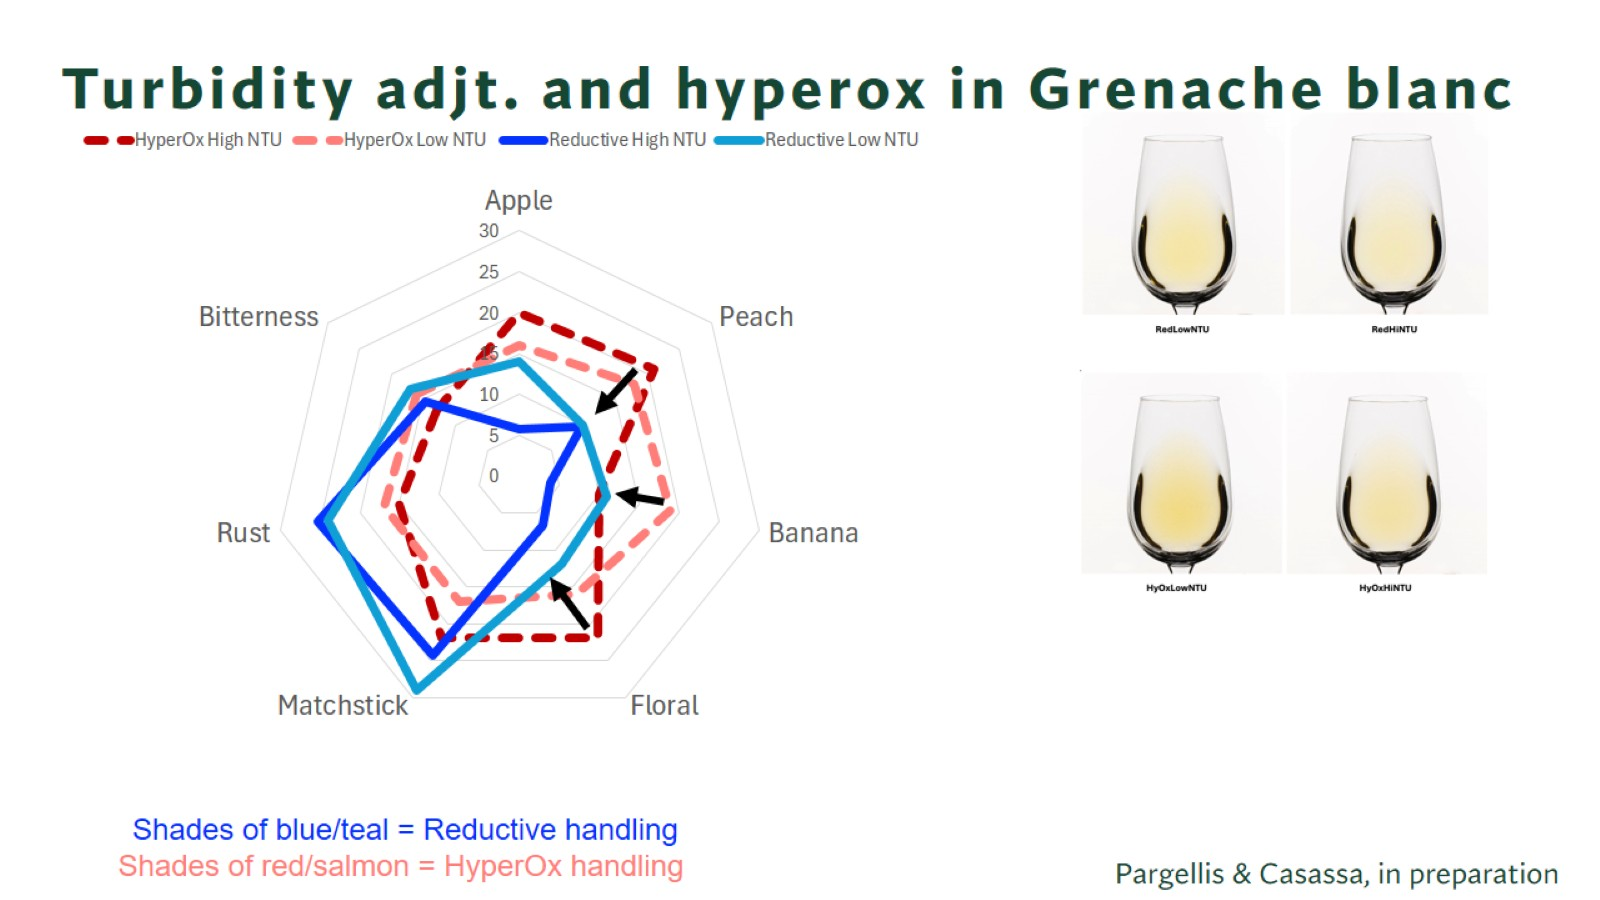 Turbidity adjt. and hyperox in Grenache blanc
HyperOx High NTU HyperOx Low NTU Reductive High NTU Reductive Low NTU
Apple
30
25
20
15
10
5
0
Peach
Banana
Floral
Matchstick
Rust
Bitterness
RedLowNTU
RedHiNTU
HyOxLowNTU
HyOxHiNTU
Shades of blue/teal = Reductive handling
Shades of red/salmon = HyperOx handling
Pargellis & Casassa, in preparation